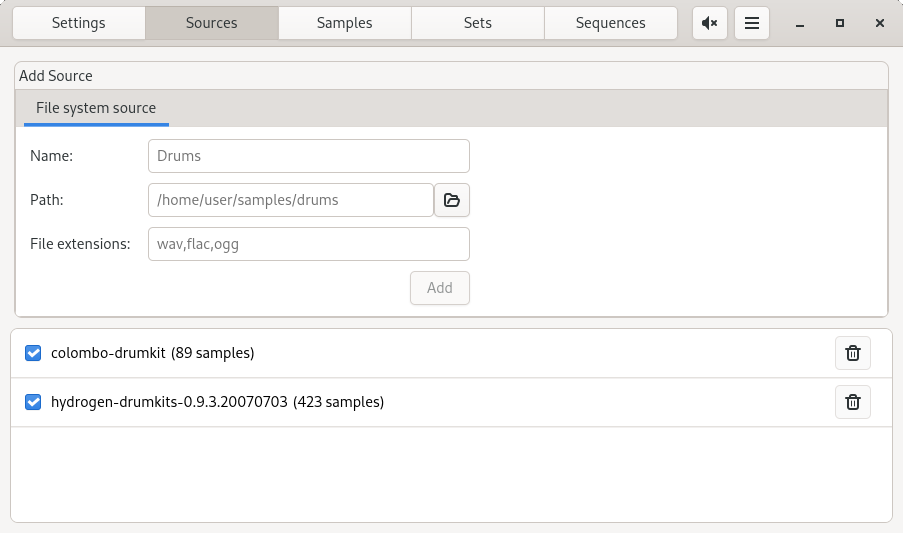 Settings Sources Samples Sets Sequences
Add Source
File system source
Name: Drums
Path: /home/user/samples/drums
File extensions: wav,flac,ogg
Add
colombo-drumkit (89 samples)
hydrogen-drumkits-0.9.3.20070703 (423 samples)